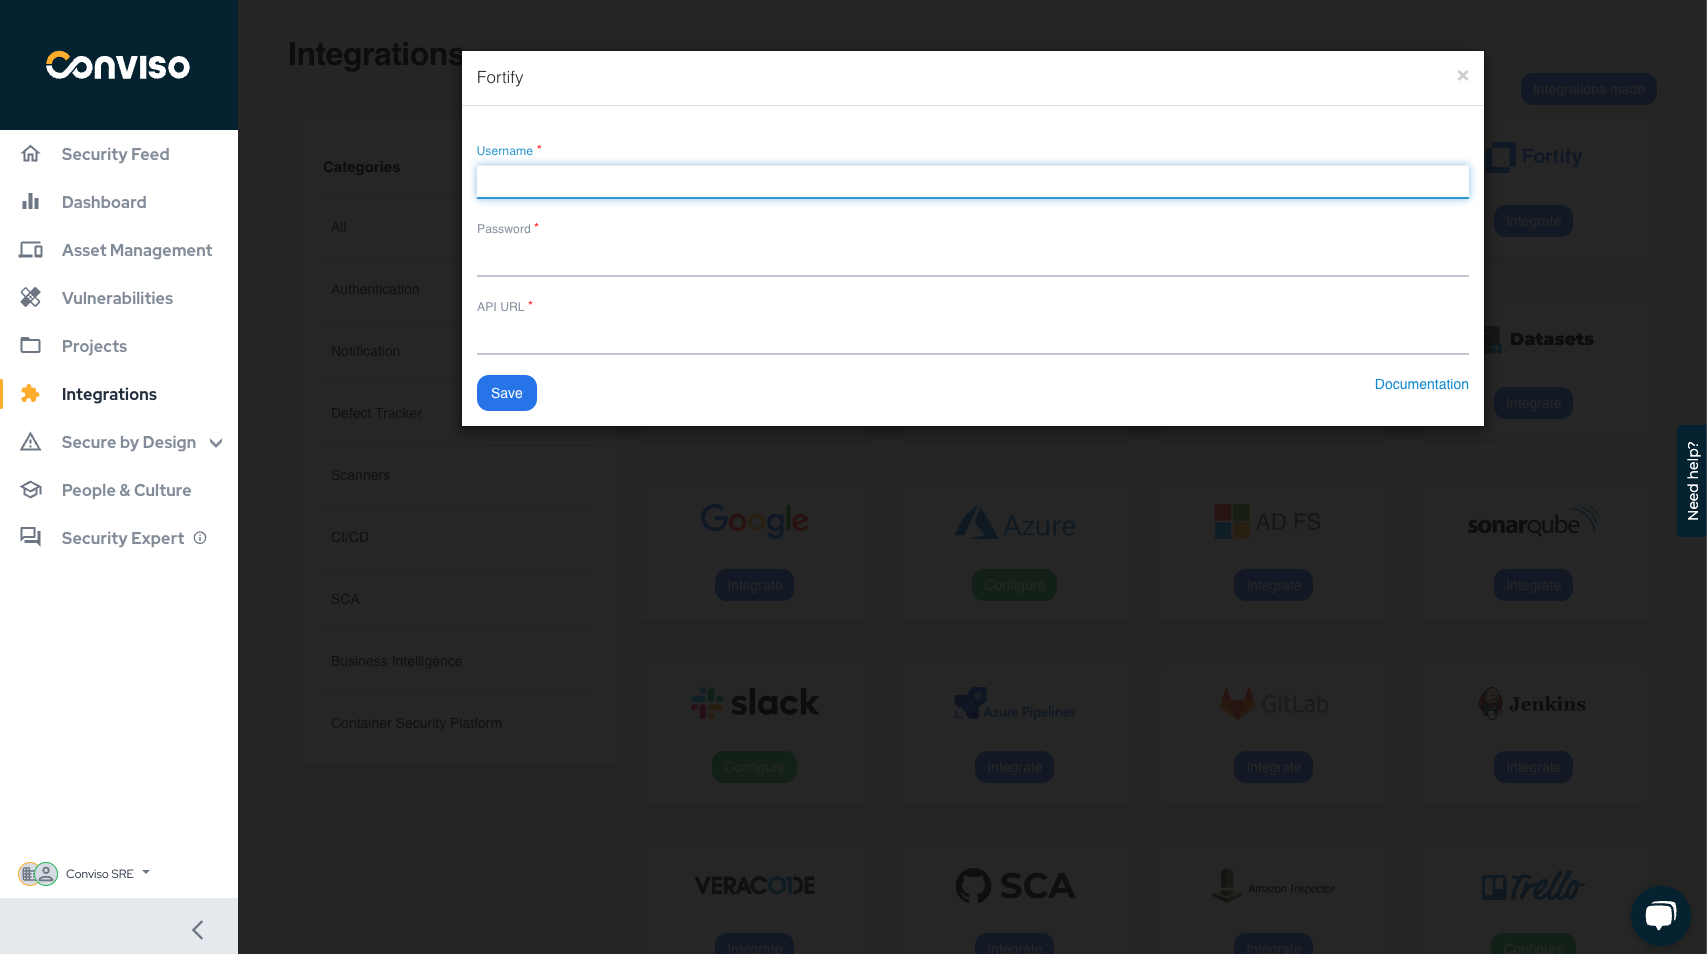 Conviso
Security Feed
Dashboard
Asset Management
Vulnerabilities
Projects
Integrations
Secure by Design
People & Culture
Security Expert
Conviso SRE
Integrations
Integrations made
Categories
All
Authentication
Notification
Defect Tracker
Scanners
CI/CD
SCA
Business Intelligence
Container Security Platform
Fortify
×
Username *
Password *
API URL *
Save
Documentation
Fortify
Integrate
Datasets
Integrate
Google
Integrate
Azure
Configure
AD FS
Integrate
sonarqube
Integrate
slack
Configure
Azure Pipelines
Integrate
GitLab
Integrate
Jenkins
Integrate
VERACODE
Integrate
SCA
Integrate
Amazon Inspector
Integrate
Trello
Configure
Need help?